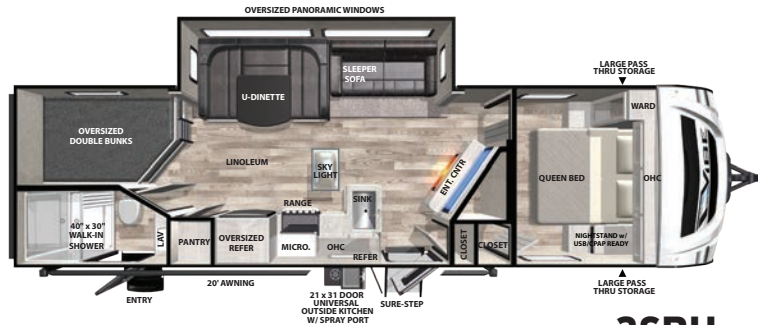 OVERSIZED PANORAMIC WINDOWS
SLEEPER
SOFA
U-DINETTE
LARGE PASS
THRU STORAGE
WARD
OVERSIZED
DOUBLE BUNKS
LINOLEUM
SKY
LIGHT
ENT. CNTR
QUEEN BED
OHC
VIBE
RANGE
SINK
40" x 30"
WALK-IN
SHOWER
LAV
PANTRY
OVERSIZED
REFER
MICRO.
OHC
REFER
CLOSET
CLOSET
NIGHTSTAND w/
USB/CPAP READY
ENTRY
20' AWNING
21 x 31 DOOR
UNIVERSAL
OUTSIDE KITCHEN
W/ SPRAY PORT
SURE-STEP
LARGE PASS
THRU STORAGE